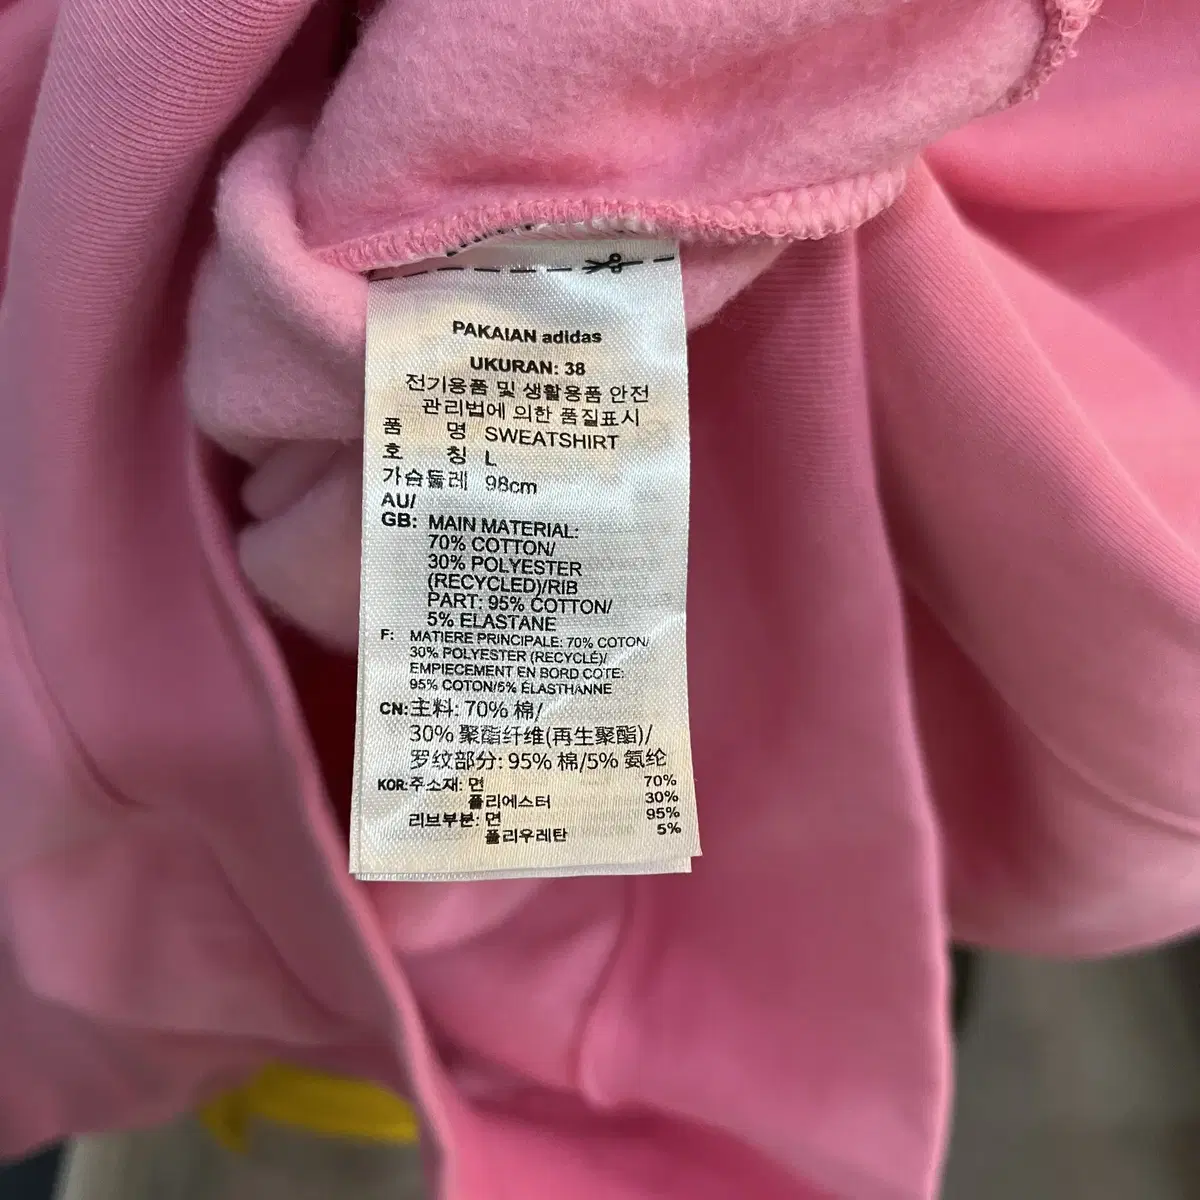 PAKAIAN adidas
UKURAN: 38
전기용품 및 생활용품 안전
관리법에 의한 품질표시
품 명 SWEATSHIRT
호 칭 L
가슴둘레 98cm
AU/
GB: MAIN MATERIAL:
70% COTTON/
30% POLYESTER
(RECYCLED)/RIB
PART: 95% COTTON/
5% ELASTANE
F: MATIERE PRINCIPALE: 70% COTON/
30% POLYESTER (RECYCLÉ)/
EMPIECEMENT EN BORD COTE:
95% COTON/5% ÉLASTHANNE
CN: 主料: 70% 棉/
30% 聚酯纤维(再生聚酯)/
罗纹部分: 95% 棉/5% 氨纶
KOR: 주소재: 면 70%
폴리에스터 30%
리브부분: 면 95%
폴리우레탄 5%